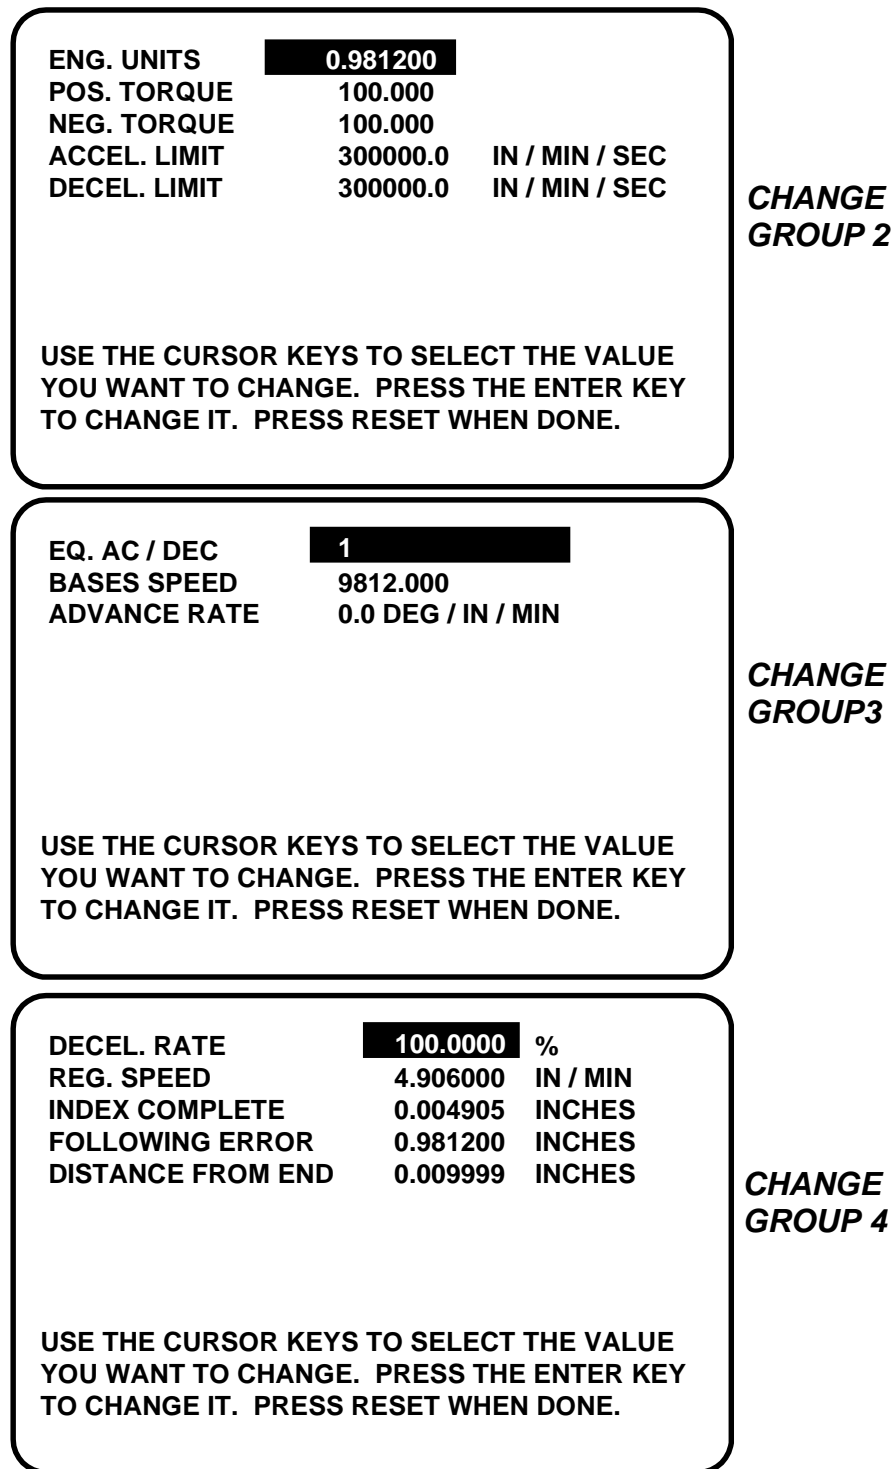 ENG. UNITS 0.981200
POS. TORQUE 100.000
NEG. TORQUE 100.000
ACCEL. LIMIT 300000.0 IN / MIN / SEC
DECEL. LIMIT 300000.0 IN / MIN / SEC
CHANGE
GROUP 2
USE THE CURSOR KEYS TO SELECT THE VALUE
YOU WANT TO CHANGE. PRESS THE ENTER KEY
TO CHANGE IT. PRESS RESET WHEN DONE.
EQ. AC / DEC 1
BASES SPEED 9812.000
ADVANCE RATE 0.0 DEG / IN / MIN
CHANGE
GROUP3
USE THE CURSOR KEYS TO SELECT THE VALUE
YOU WANT TO CHANGE. PRESS THE ENTER KEY
TO CHANGE IT. PRESS RESET WHEN DONE.
DECEL. RATE 100.0000 %
REG. SPEED 4.906000 IN / MIN
INDEX COMPLETE 0.004905 INCHES
FOLLOWING ERROR 0.981200 INCHES
DISTANCE FROM END 0.009999 INCHES
CHANGE
GROUP 4
USE THE CURSOR KEYS TO SELECT THE VALUE
YOU WANT TO CHANGE. PRESS THE ENTER KEY
TO CHANGE IT. PRESS RESET WHEN DONE.